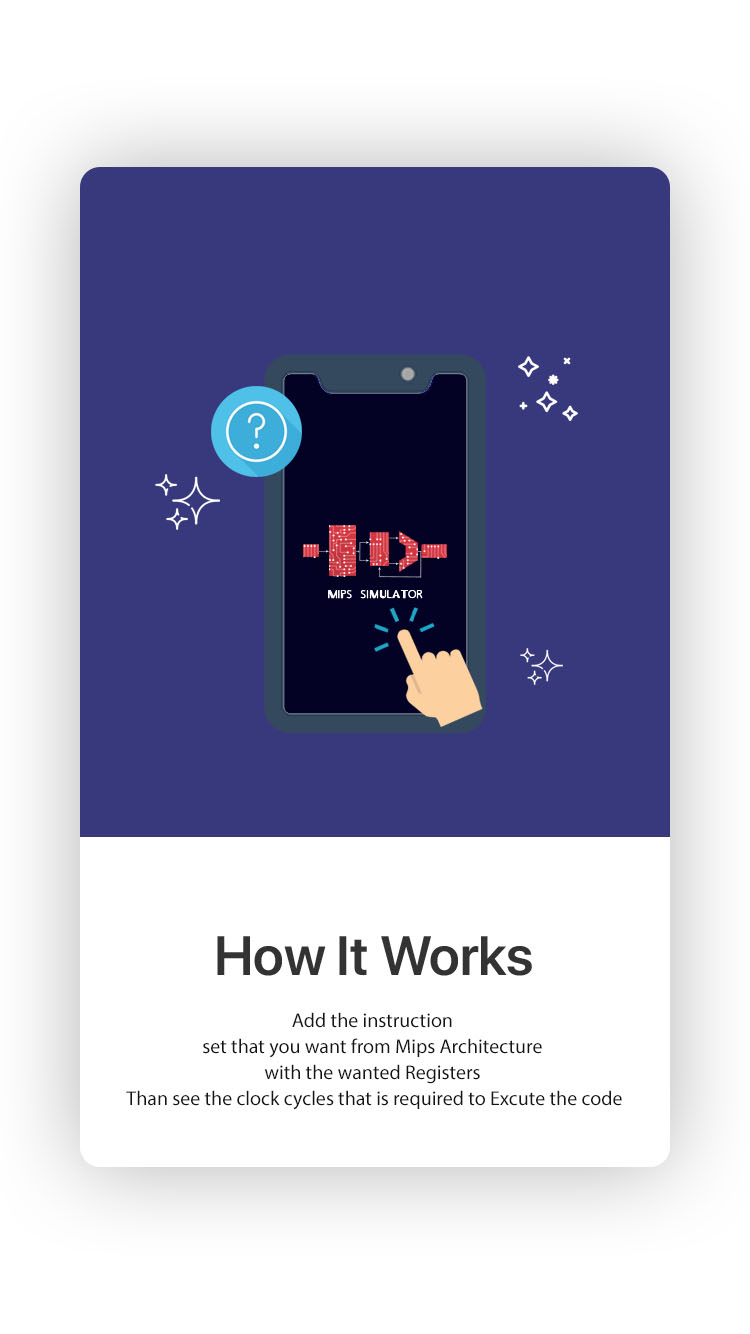 ?
MIPS SIMULATOR
How It Works
Add the instruction
set that you want from Mips Architecture
with the wanted Registers
Than see the clock cycles that is required to Excute the code